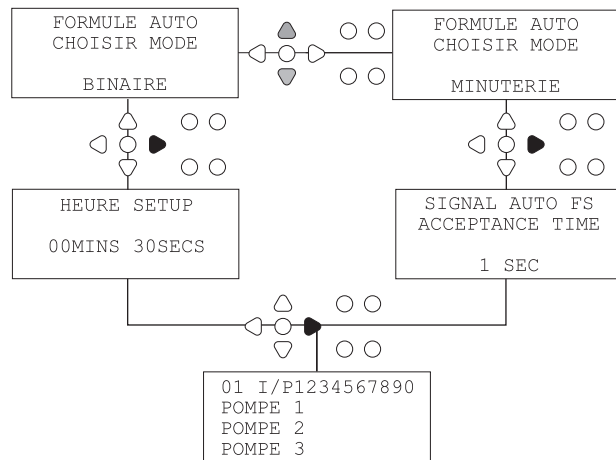 FORMULE AUTO
CHOISIR MODE
BINAIRE
FORMULE AUTO
CHOISIR MODE
MINUTERIE
HEURE SETUP
00MINS 30SECS
SIGNAL AUTO FS
ACCEPTANCE TIME
1 SEC
01 I/P1234567890
POMPE 1
POMPE 2
POMPE 3